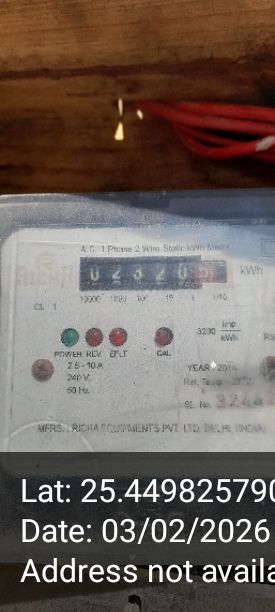 A.C. 1 Phase 2 Wire Static kWh Meter
02320 kWh
10000 100 10 1 1/10
CL 1
3200 imp/kWh
POWER REV EFLT CAL
2.5 - 10 A
240 V.
50 Hz.
YEAR
SL. No.
MFRS.: RICHA EQUIPMENTS PVT. LTD. DELHI (INDIA)
Lat: 25.449825790
Date: 03/02/2026
Address not availa